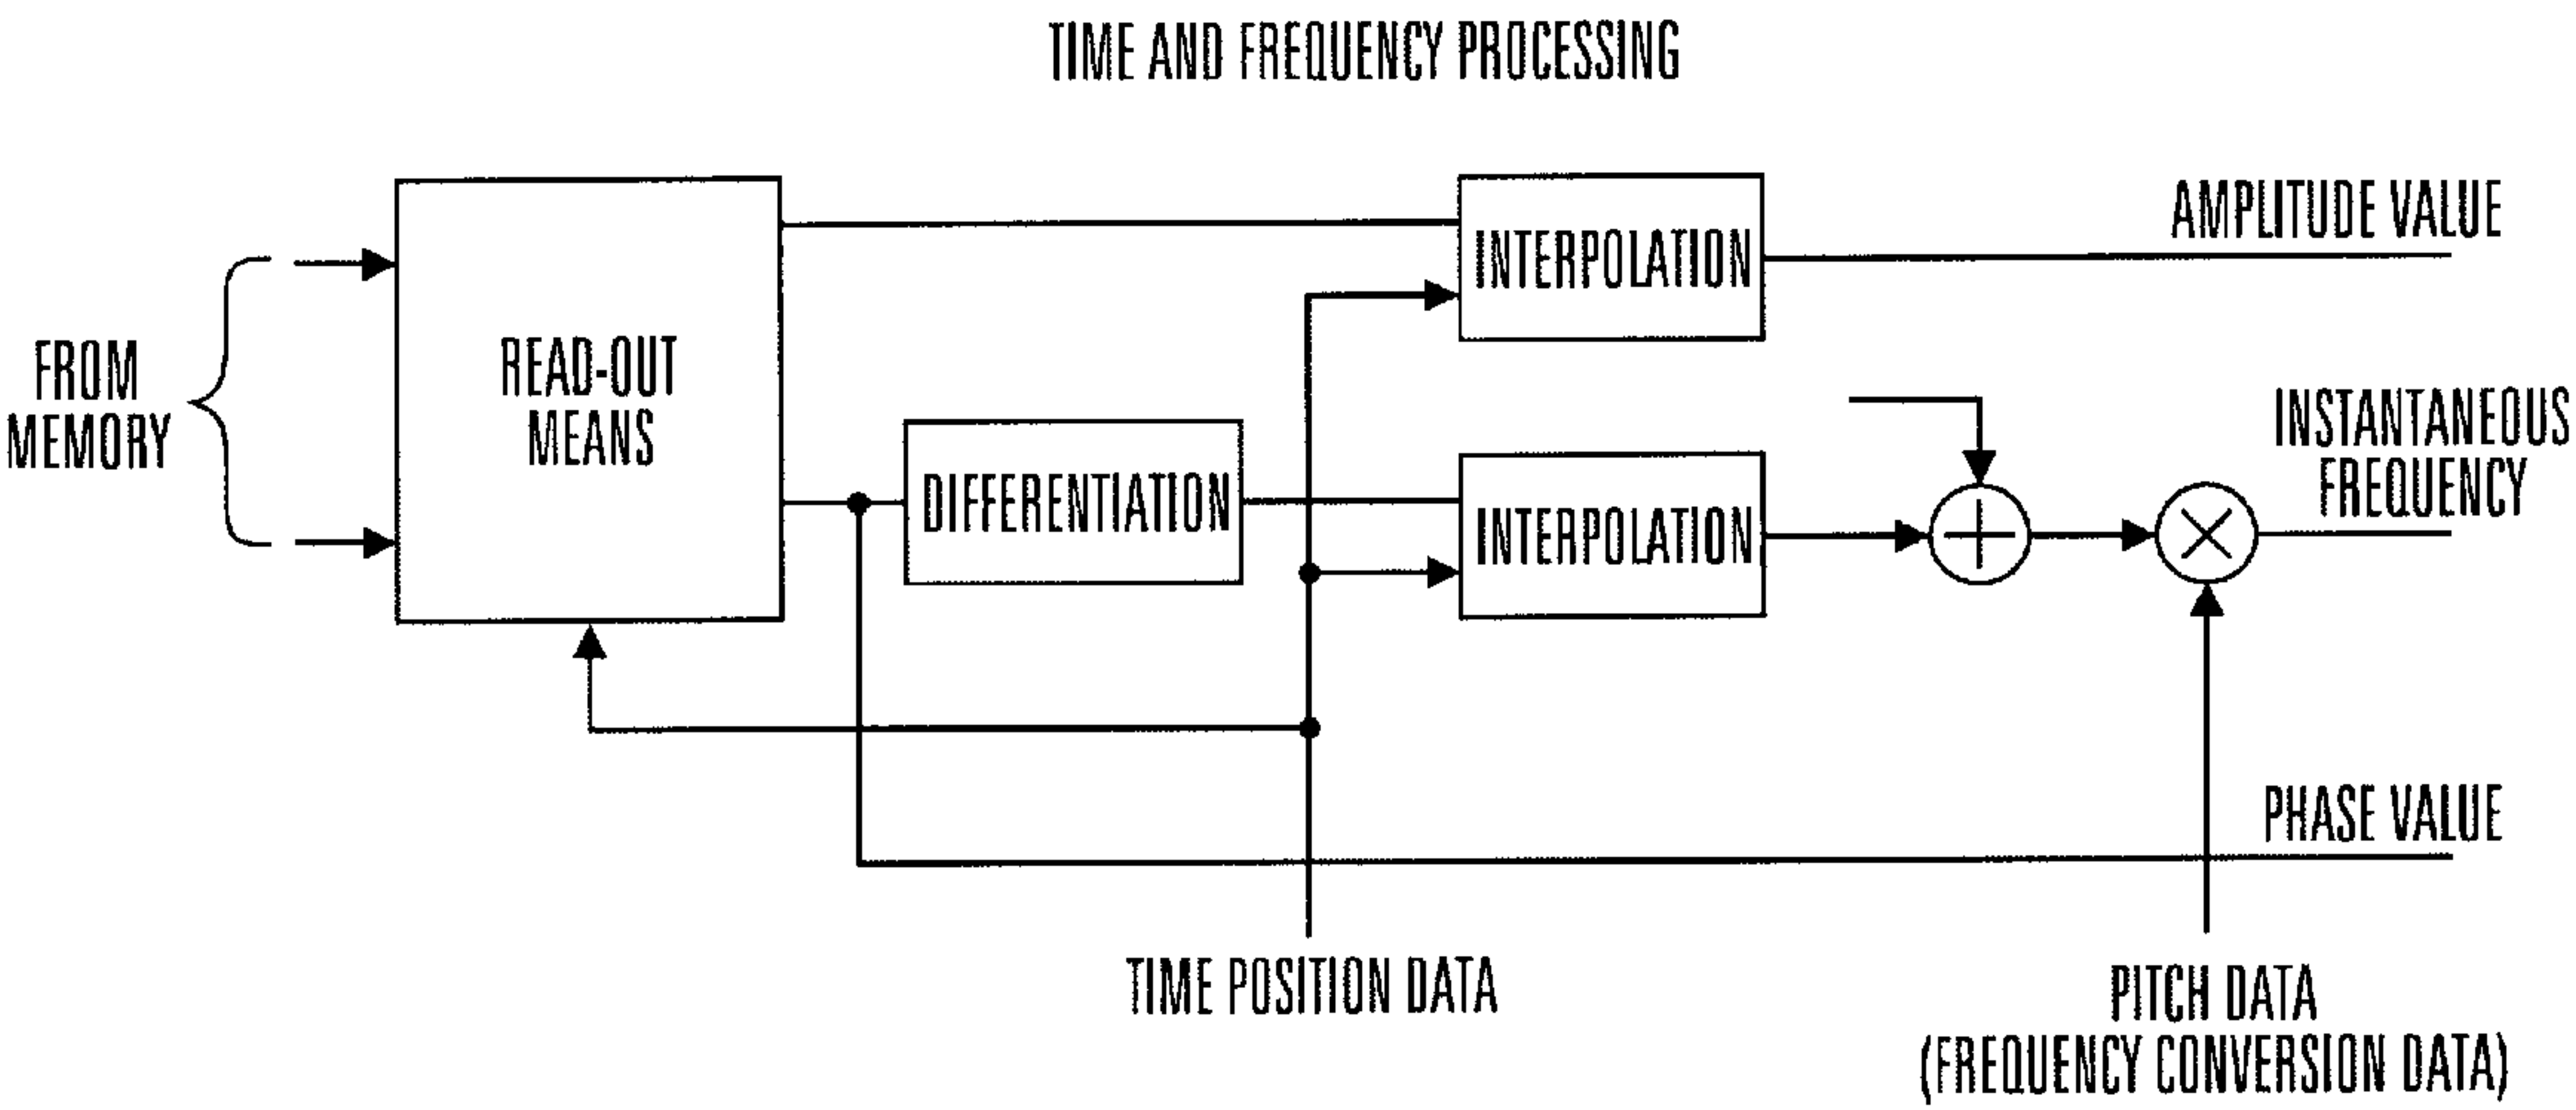 TIME AND FREQUENCY PROCESSING
AMPLITUDE VALUE
INTERPOLATION
FROM
MEMORY
READ-OUT
MEANS
DIFFERENTIATION
INTERPOLATION
INSTANTANEOUS
FREQUENCY
PHASE VALUE
TIME POSITION DATA
PITCH DATA
(FREQUENCY CONVERSION DATA)